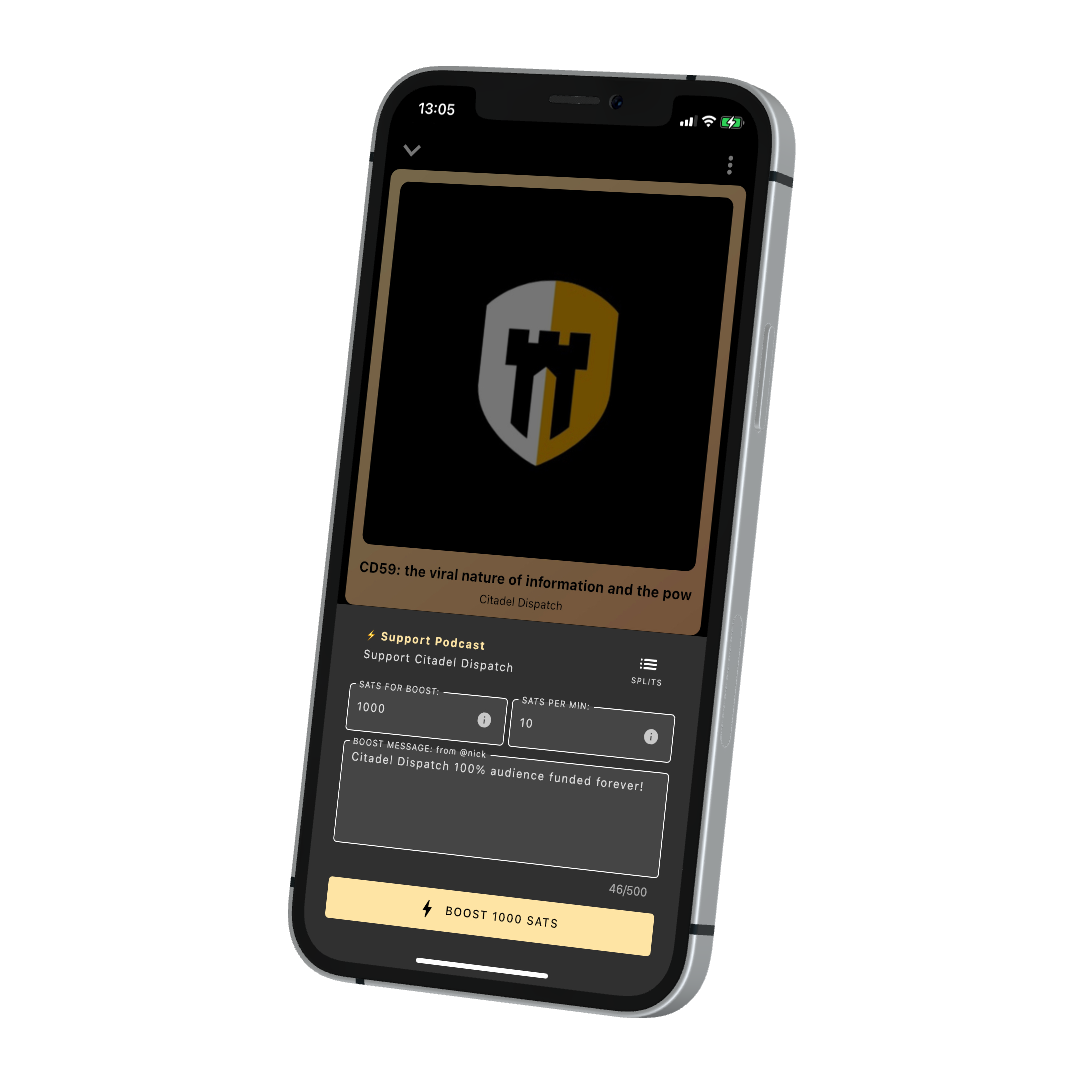 13:05
CD59: the viral nature of information and the pow
Citadel Dispatch
Support Podcast
Support Citadel Dispatch
SPLITS
SATS FOR BOOST:
1000
SATS PER MIN:
10
BOOST MESSAGE: from @nick
Citadel Dispatch 100% audience funded forever!
46/500
BOOST 1000 SATS